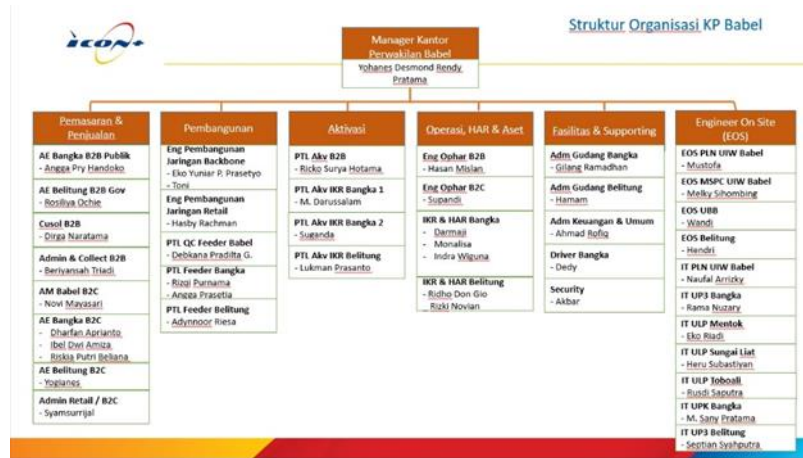 icon+
Struktur Organisasi KP Babel
Manager Kantor
Perwakilan Babel
Yohanes Desmond Rendy
Pratama
Pemasaran &
Penjualan
AE Bangka B2B Publik
- Angga Pry Handoko
AE Belitung B2B Gov
- Rosiliya Ochie
Cusol B2B
- Dirga Naratama
Admin & Collect B2B
- Beriyansah Triadi
AM Babel B2C
- Novi Mayasari
AE Bangka B2C
- Dharfan Aprianto
- Ibel Dwi Amiza
- Riskia Putri Beliana
AE Belitung B2C
- Yogianes
Admin Retail / B2C
- Syamsurrijal
Pembangunan
Eng Pembangunan
Jaringan Backbone
- Eko Yuniar P. Prasetyo
- Toni
Eng Pembangunan
Jaringan Retail
- Hasby Rachman
PTL QC Feeder Babel
- Debkana Pradilta G.
PTL Feeder Bangka
- Rizqi Purnama
- Angga Prasetia
PTL Feeder Belitung
- Adynnoor Riesa
Aktivasi
PTL Akv B2B
- Ricko Surya Hotama
PTL Akv IKR Bangka 1
- M. Darussalam
PTL Akv IKR Bangka 2
- Suganda
PTL Akv IKR Belitung
- Lukman Prasanto
Operasi, HAR & Aset
Eng Ophar B2B
- Hasan Mislan
Eng Ophar B2C
- Supandi
IKR & HAR Bangka
- Darmaji
- Monalisa
- Indra Wiguna
IKR & HAR Belitung
- Ridho Don Gio
Rizki Novian
Fasilitas & Supporting
Adm Gudang Bangka
- Gilang Ramadhan
Adm Gudang Belitung
- Hamam
Adm Keuangan & Umum
- Ahmad Rofiq
Driver Bangka
- Dedy
Security
- Akbar
Engineer On Site
(EOS)
EOS PLN UIW Babel
- Mustofa
EOS MSPC UIW Babel
- Melky Sihombing
EOS UBB
- Wandi
EOS Belitung
- Hendri
IT PLN UIW Babel
- Naufal Arrizky
IT UP3 Bangka
- Rama Nuzary
IT ULP Mentok
- Eko Riadi
IT ULP Sungai Liat
- Heru Subastiyan
IT ULP Toboali
- Rusdi Saputra
IT UPK Bangka
- M. Sany Pratama
IT UP3 Belitung
- Septian Syahputra